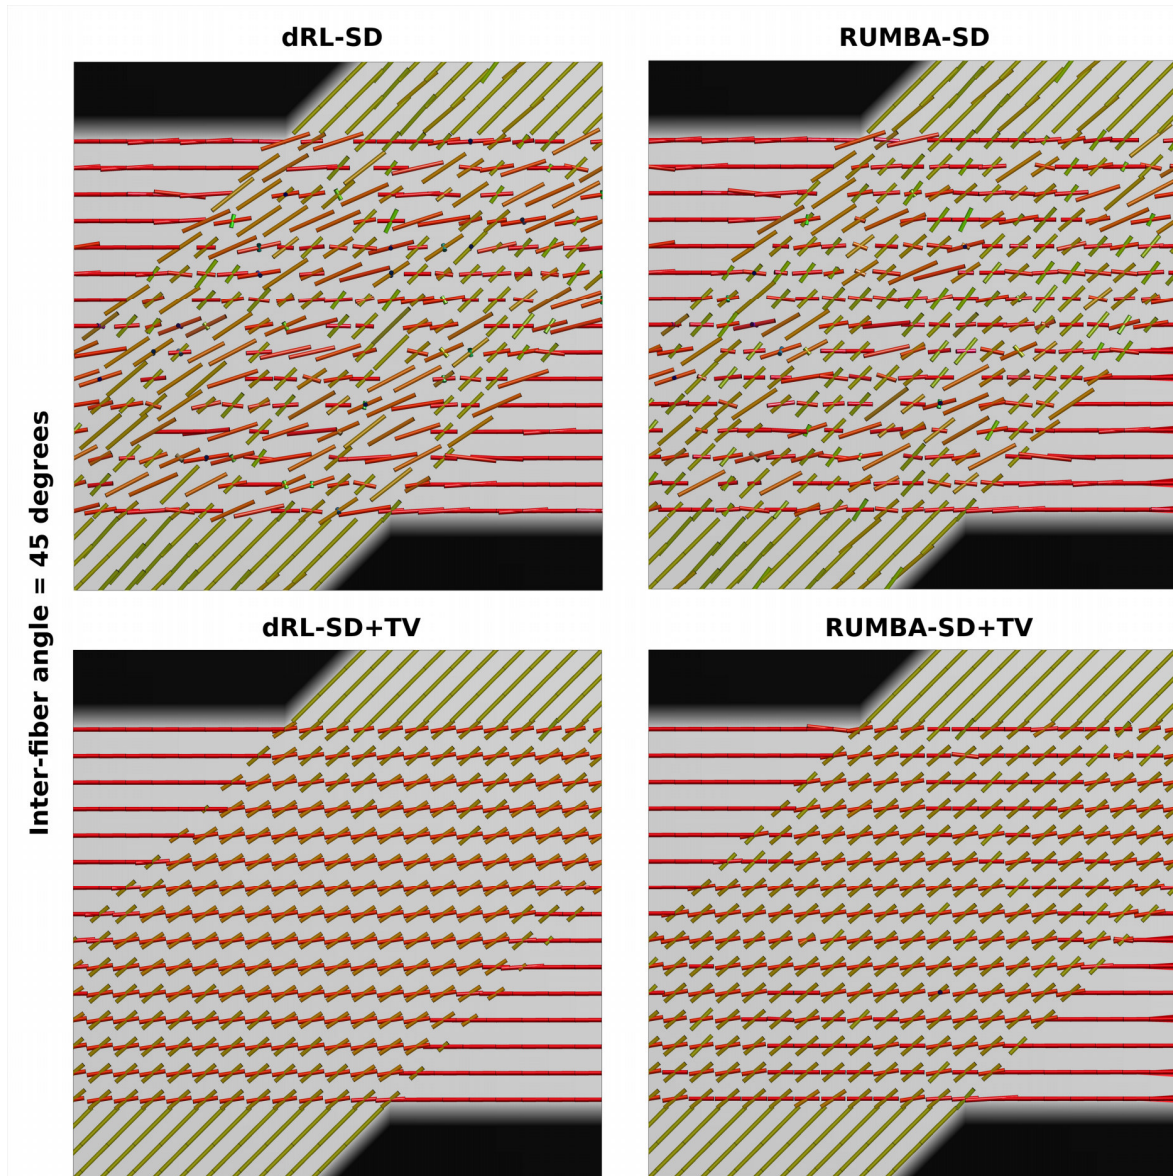 dRL-SD
RUMBA-SD
Inter-fiber angle = 45 degrees
dRL-SD+TV
RUMBA-SD+TV